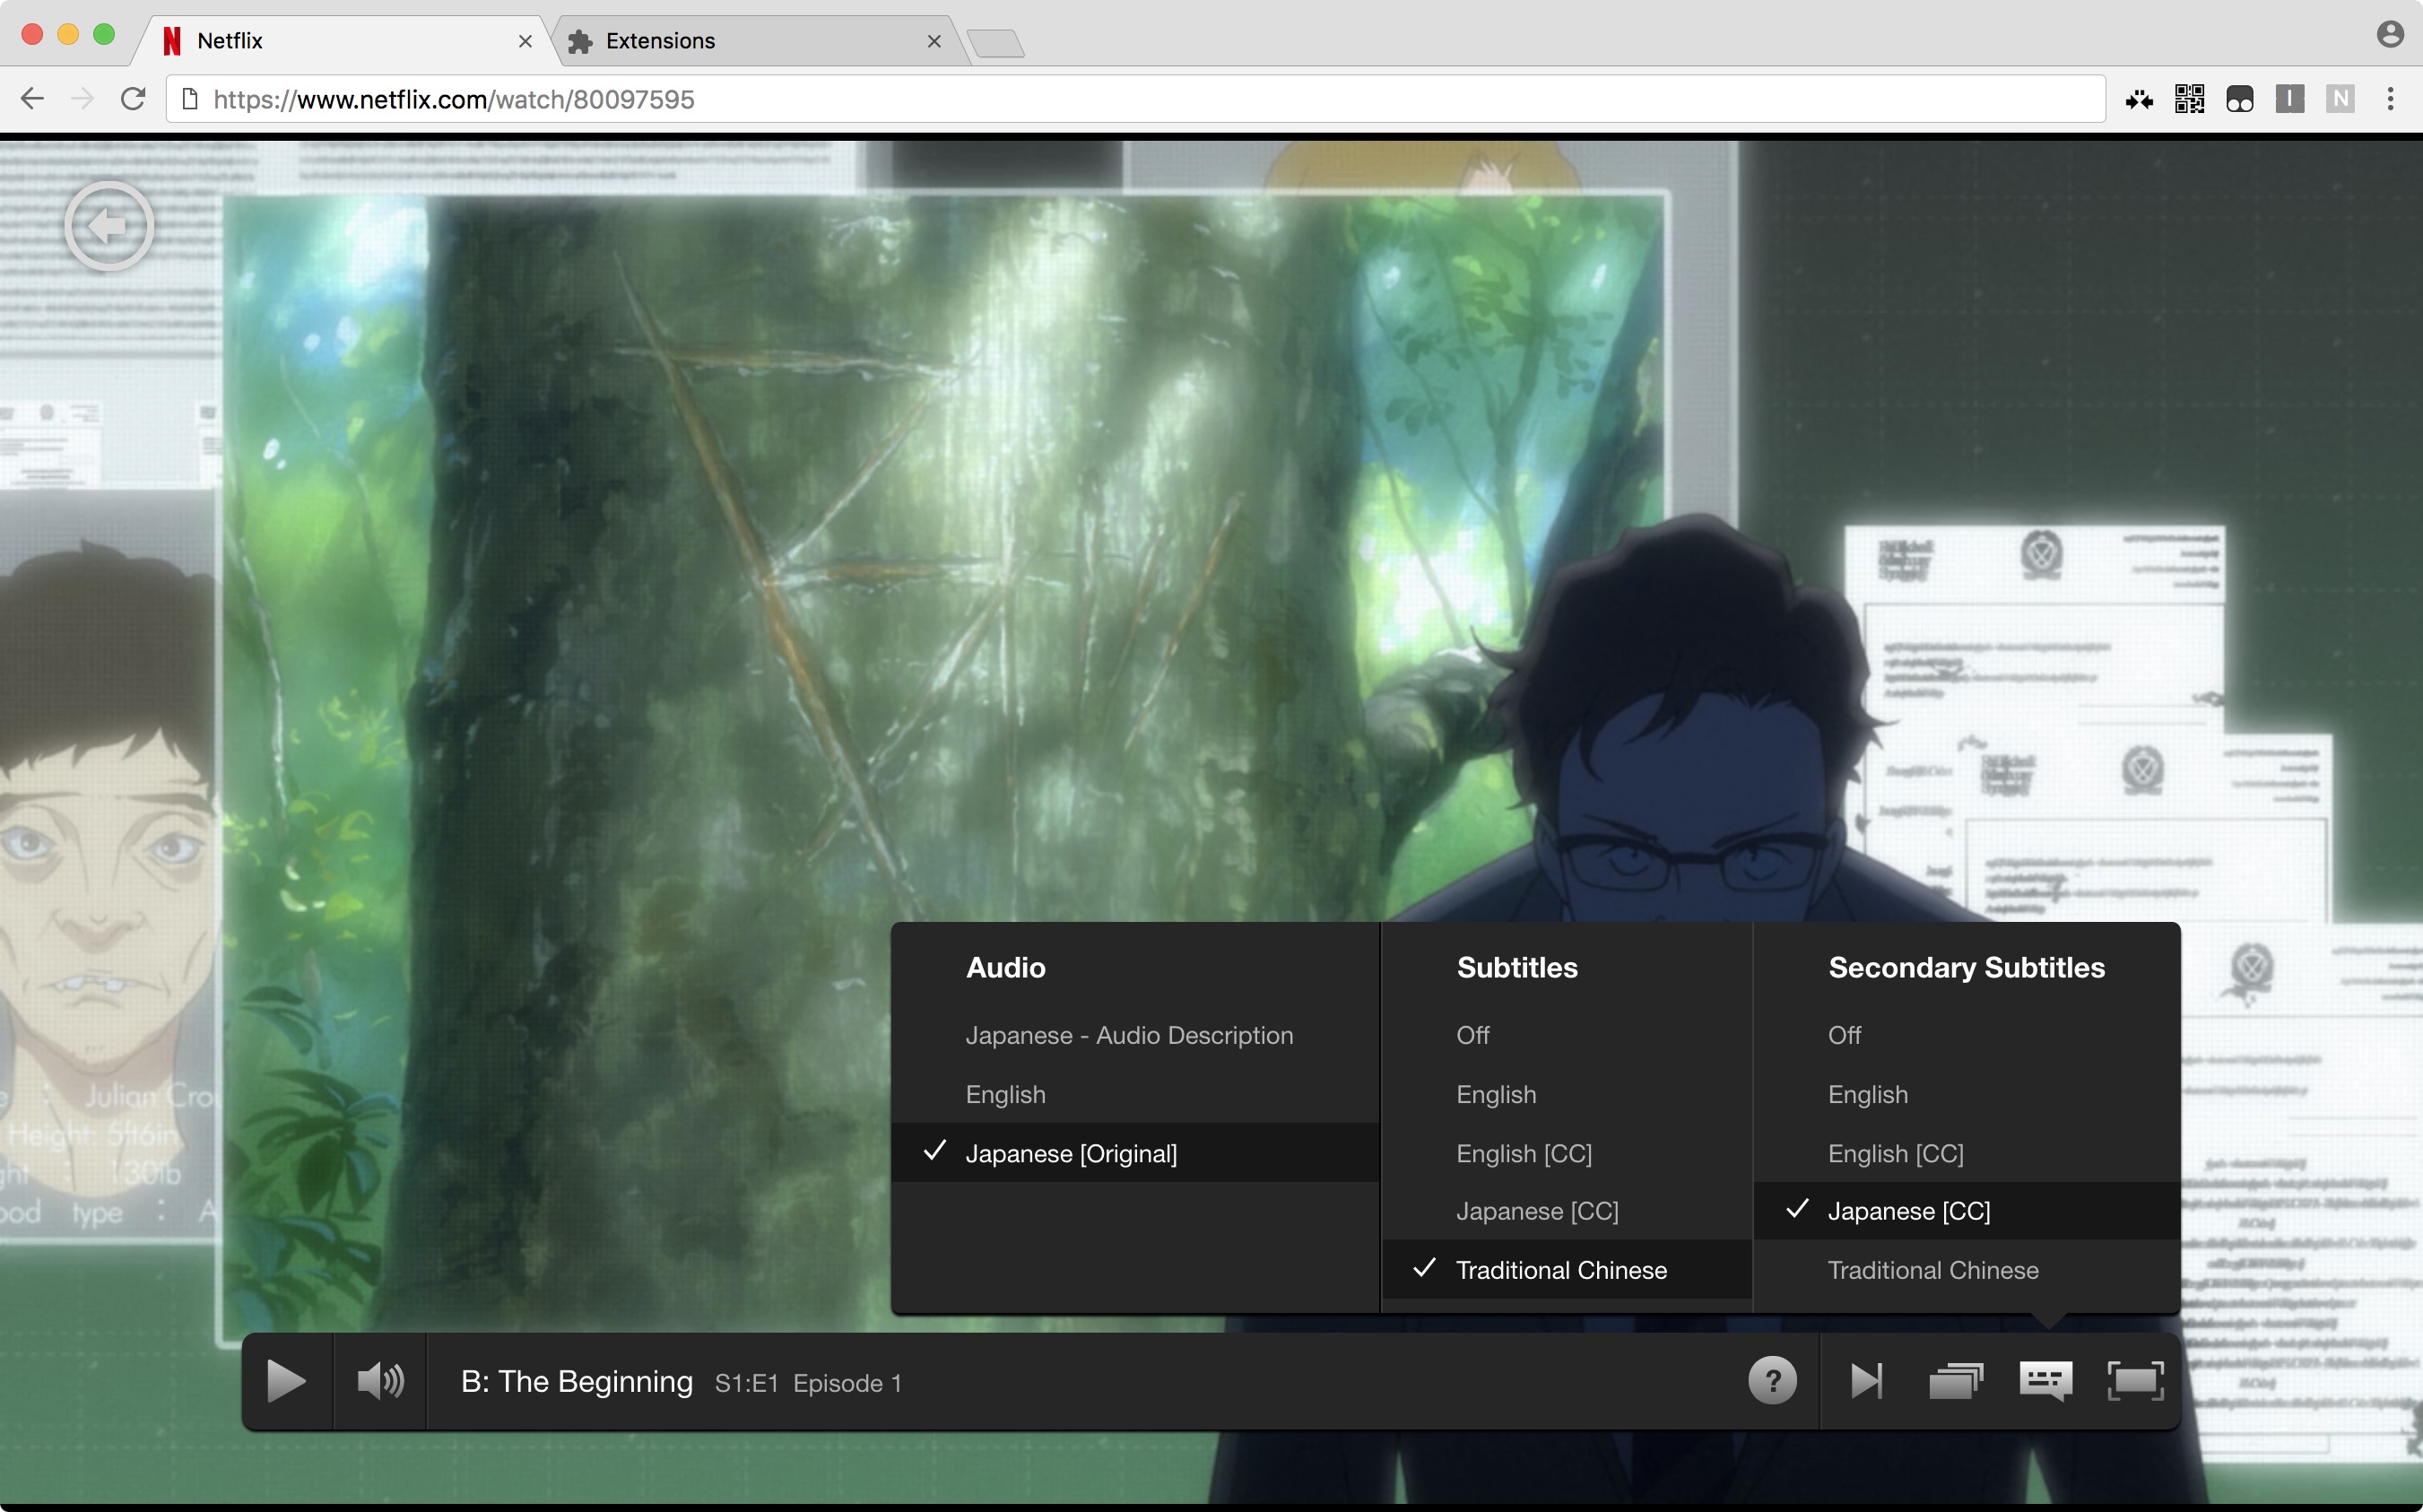 Netflix
Extensions
https://www.netflix.com/watch/80097595
I
N
Julian Crou
Height: 5ft6in
130lb
ood type : A
Audio
Japanese - Audio Description
English
Japanese [Original]
Subtitles
Off
English
English [CC]
Japanese [CC]
Traditional Chinese
Secondary Subtitles
Off
English
English [CC]
Japanese [CC]
Traditional Chinese
B: The Beginning S1:E1 Episode 1
?